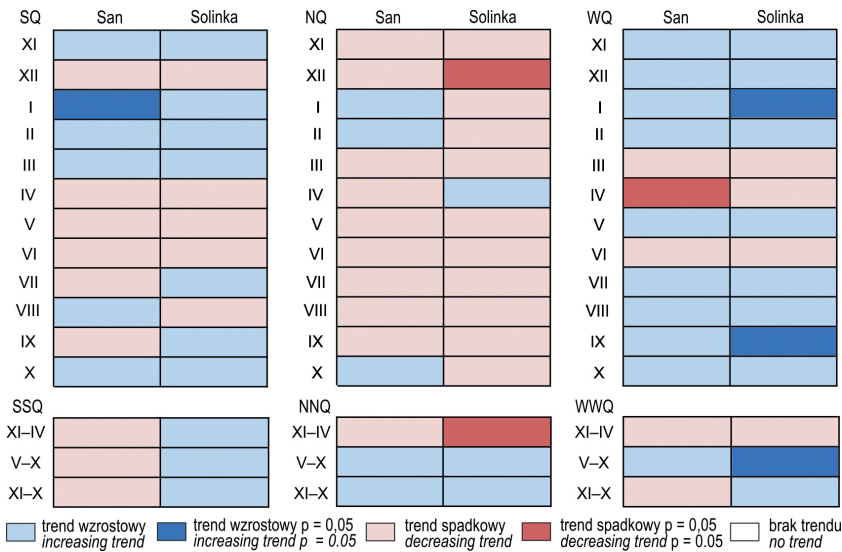 SQ San Solinka NQ San Solinka WQ San Solinka
XI XI XI
XII XII XII
I I I
II II II
III III III
IV IV IV
V V V
VI VI VI
VII VII VII
VIII VIII VIII
IX IX IX
X X X
SSQ NNQ WWQ
XI–IV XI–IV XI–IV
V–X V–X V–X
XI–X XI–X XI–X
trend wzrostowy trend wzrostowy p = 0,05 trend spadkowy trend spadkowy p = 0,05 brak trendu
increasing trend increasing trend p = 0.05 decreasing trend decreasing trend p = 0.05 no trend